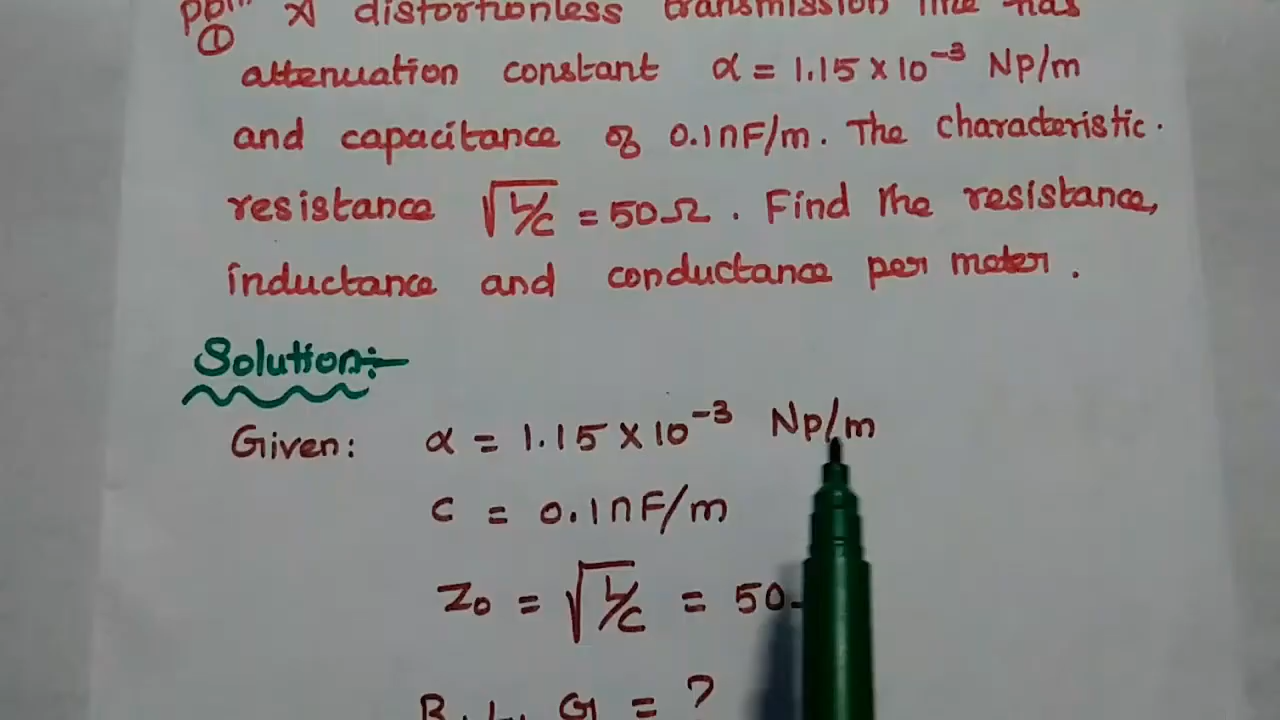 A distortionless transmission line has
①
attenuation constant α = 1.15 × 10⁻³ Np/m
and capacitance of 0.1nF/m. The characteristic.
resistance √L/C = 50Ω. Find the resistance,
inductance and conductance per meter.
Solution:-
Given: α = 1.15 × 10⁻³ Np/m
C = 0.1nF/m
Z₀ = √L/C = 50
R, L, G = ?